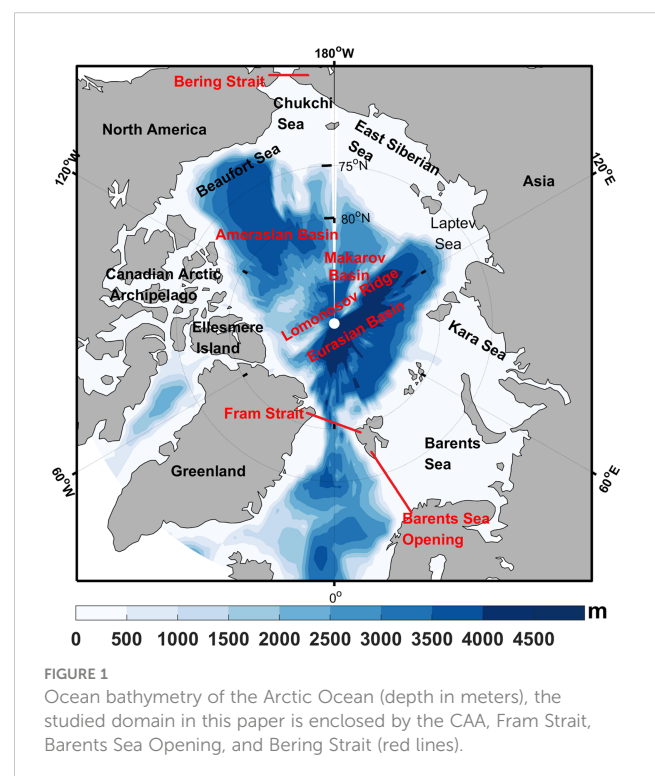 180°W
Bering Strait
Chukchi
Sea
North America
East Siberian
Sea
120°W
Beaufort Sea
75°N
120°E
Asia
80°N
Laptev
Sea
Amerasian Basin
Makarov
Basin
Canadian Arctic
Archipelago
Lomonosov Ridge
Eurasian Basin
Ellesmere
Island
Kara Sea
Fram Strait
Barents
Sea
Greenland
60°W
60°E
Barents Sea
Opening
0°
m
0 500 1000 1500 2000 2500 3000 3500 4000 4500
FIGURE 1
Ocean bathymetry of the Arctic Ocean (depth in meters), the
studied domain in this paper is enclosed by the CAA, Fram Strait,
Barents Sea Opening, and Bering Strait (red lines).